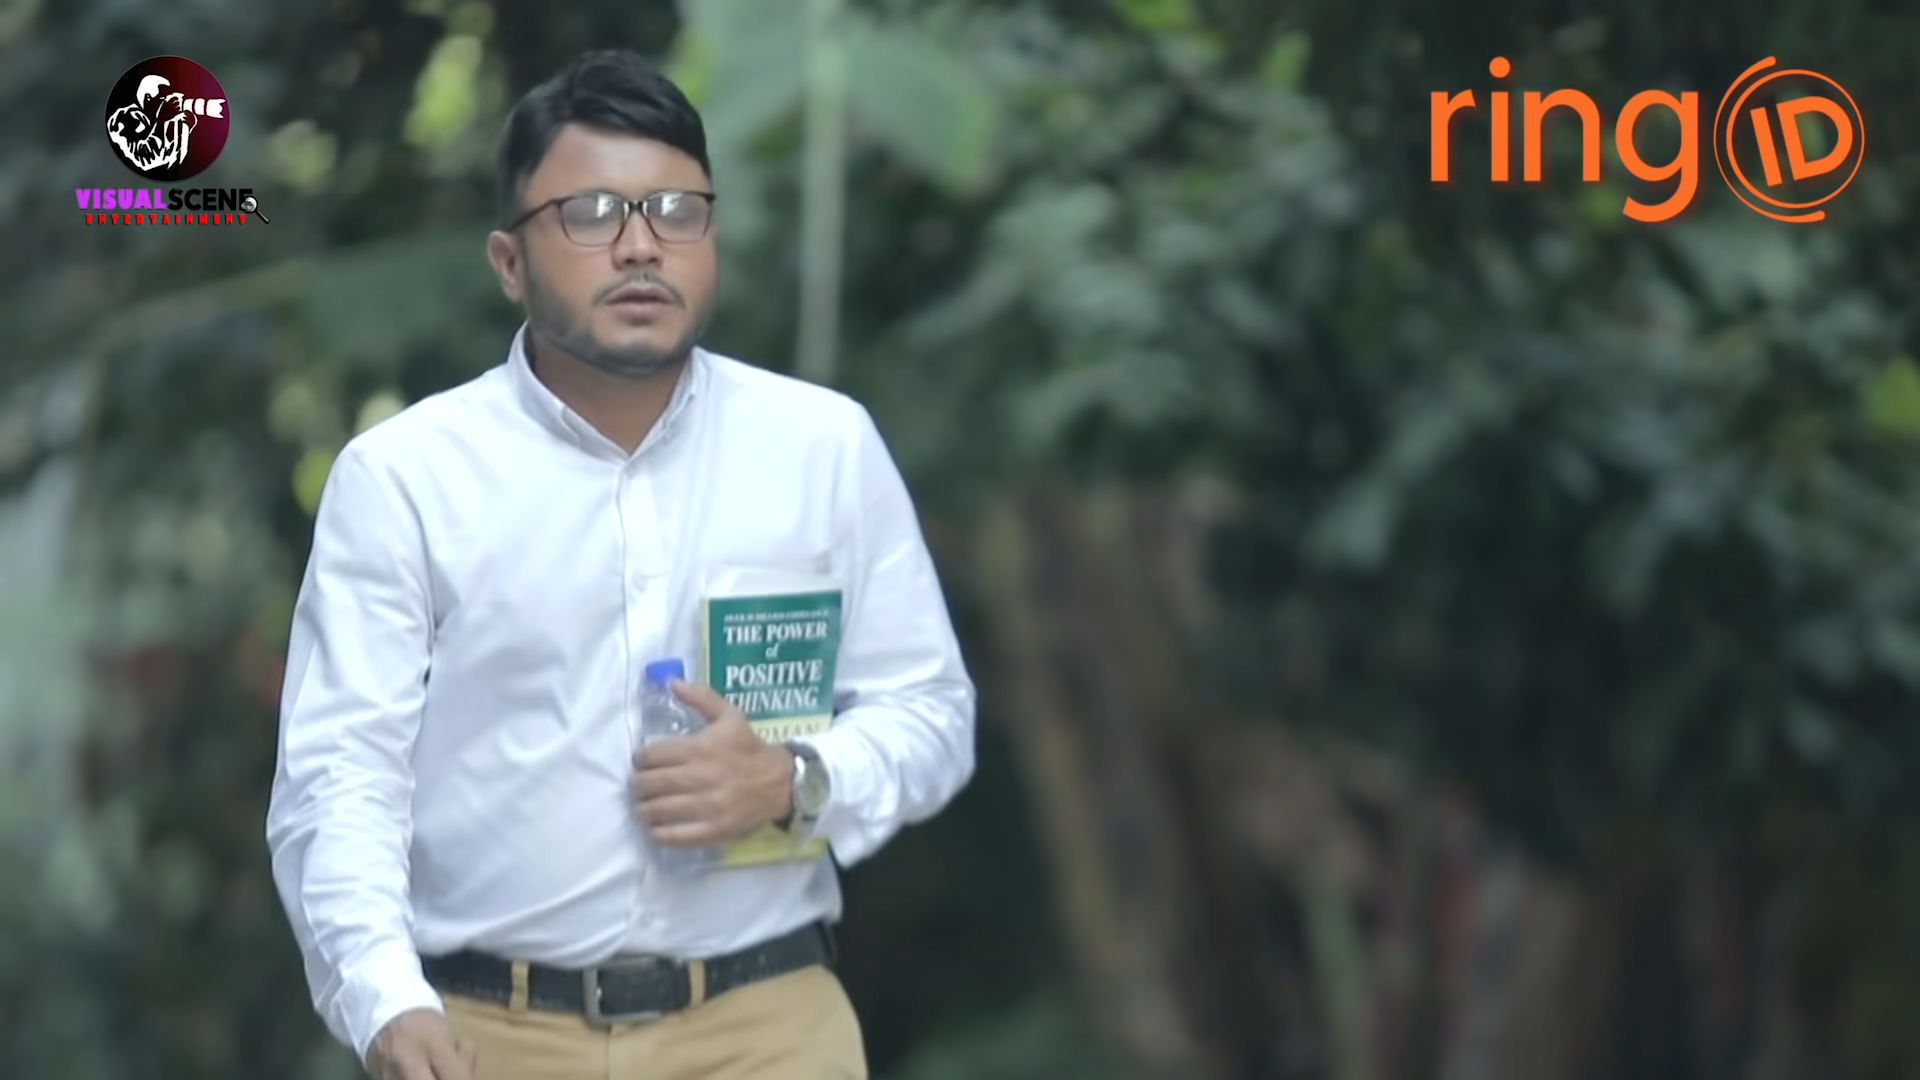 VISUALSCENE
ENTERTAINMENT
ringID
THE POWER
of
POSITIVE
THINKING